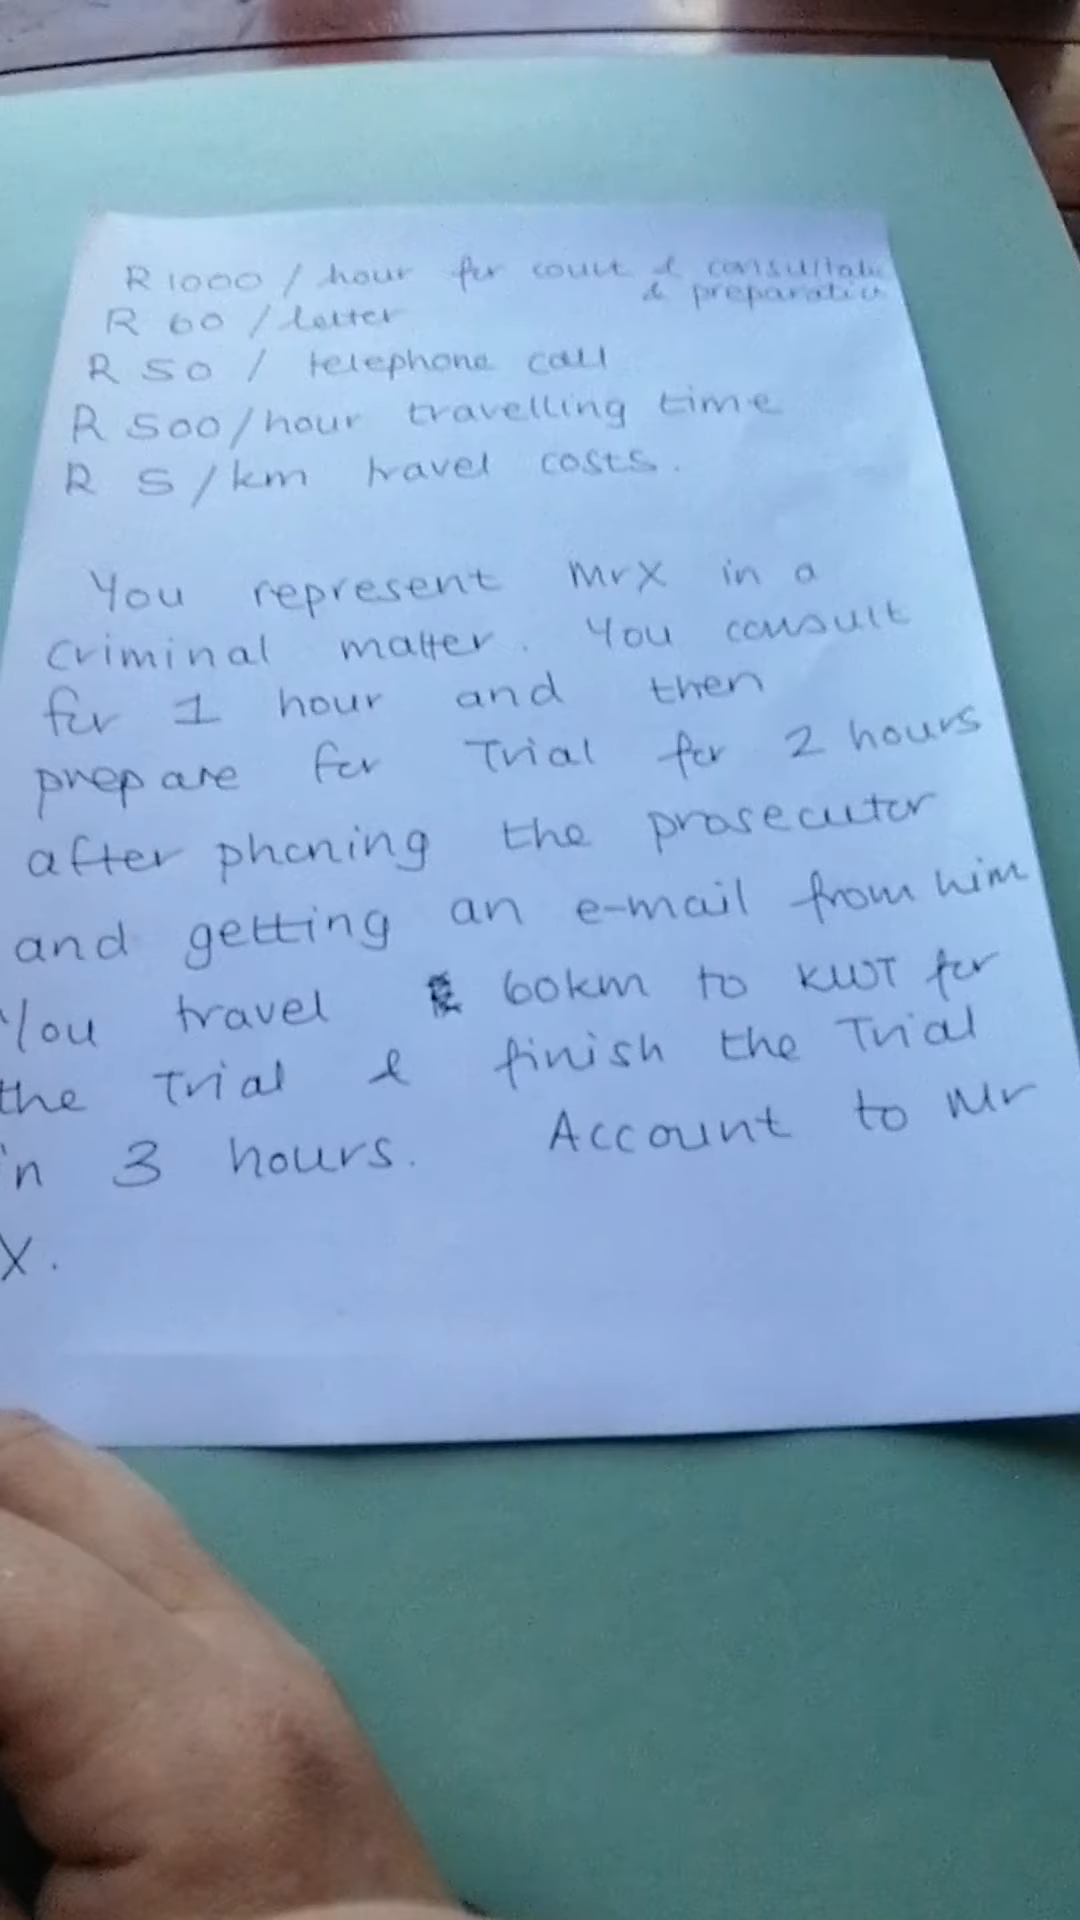 R 1000 / hour for court & consultatio
& preparation
R 60 / letter
R 50 / telephone call
R 500/hour travelling time
R 5/km travel costs.
You represent Mr X in a
criminal matter. You consult
for 1 hour and then
prepare for Trial for 2 hours
after phoning the prosecutor
and getting an e-mail from him
You travel 60km to KWT for
the Trial & finish the Trial
in 3 hours. Account to Mr
X.